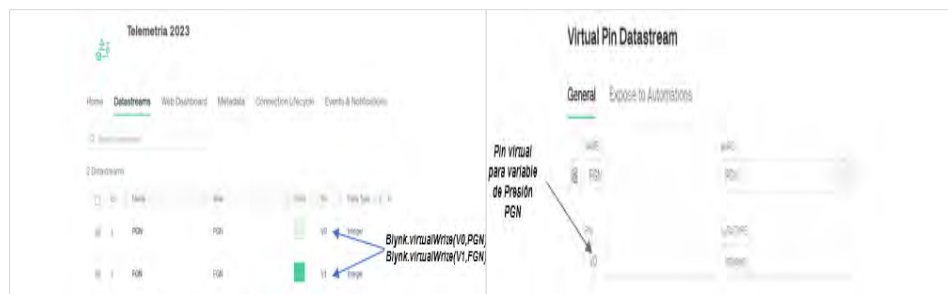 Telemetria 2023
Home Datastreams Web Dashboard Metadata Connection Lifecycle Events & Notifications
2 Datastreams
Name
PGN PGN V0 Integer
FGN FGN V1 Integer
Blynk.virtualWrite(V0,PGN)
Blynk.virtualWrite(V1,FGN)
Virtual Pin Datastream
General Expose to Automations
Pin virtual
para variable
de Presión
PGN
PGN PGN
V0